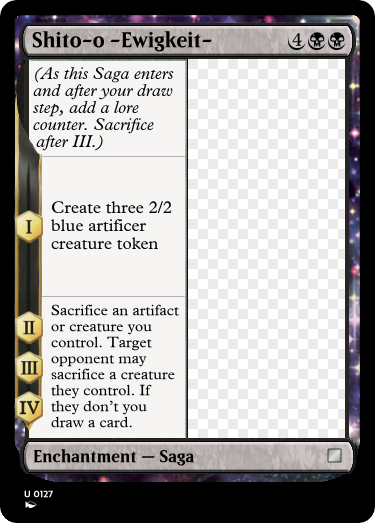 Shito-o -Ewigkeit- 4
(As this Saga enters
and after your draw
step, add a lore
counter. Sacrifice
after III.)
I
Create three 2/2
blue artificer
creature token
II
III
IV
Sacrifice an artifact
or creature you
control. Target
opponent may
sacrifice a creature
they control. If
they don't you
draw a card.
Enchantment — Saga
U 0127